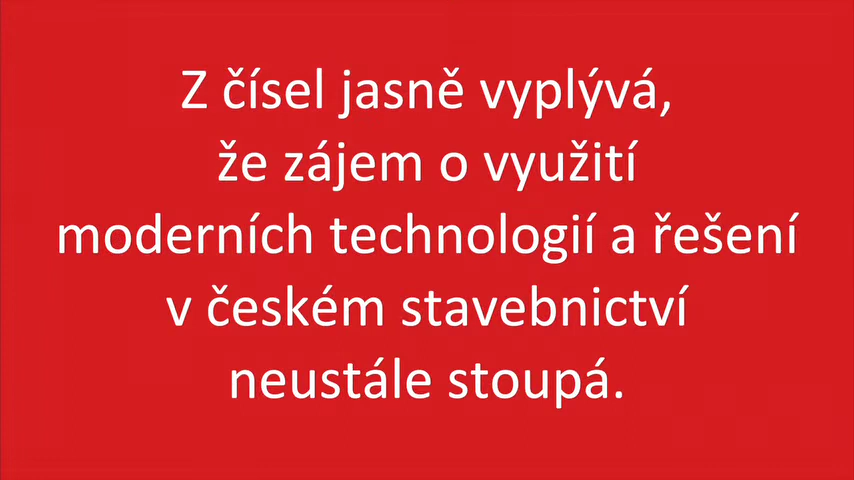 Z čísel jasně vyplývá,
že zájem o využití
moderních technologií a řešení
v českém stavebnictví
neustále stoupá.